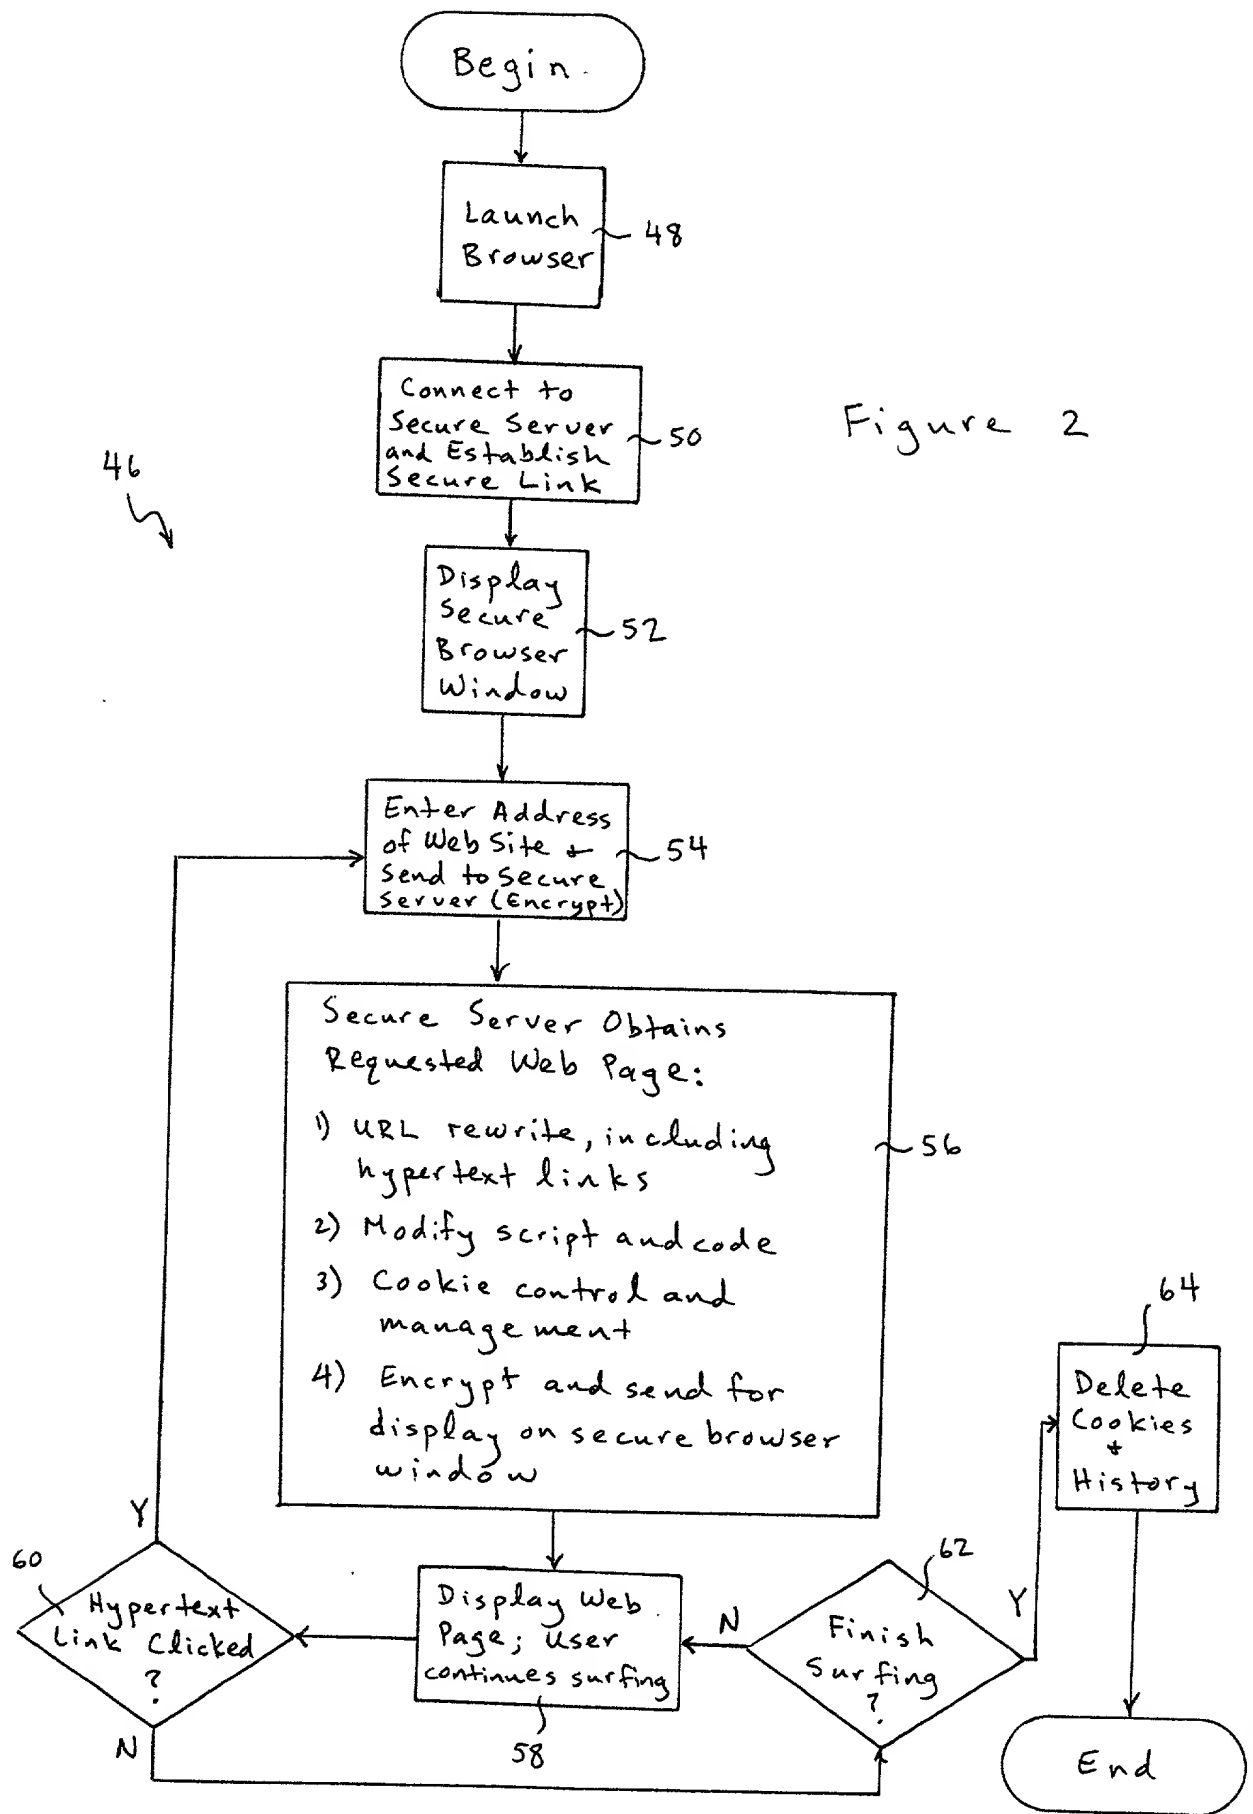 Begin.
Launch
Browser
48
Connect to
Secure Server
and Establish
Secure Link
50
Figure 2
46
Display
Secure
Browser
Window
52
Enter Address
of Web Site +
Send to Secure
Server (Encrypt)
54
Secure Server Obtains
Requested Web Page:
1) URL rewrite, including
hypertext links
2) Modify script and code
3) Cookie control and
management
4) Encrypt and send for
display on secure browser
window
56
64
Delete
Cookies
+
History
Y
60
Hypertext
Link Clicked
?
N
Display Web
Page; User
continues surfing
58
N
62
Finish
Surfing
?
Y
End